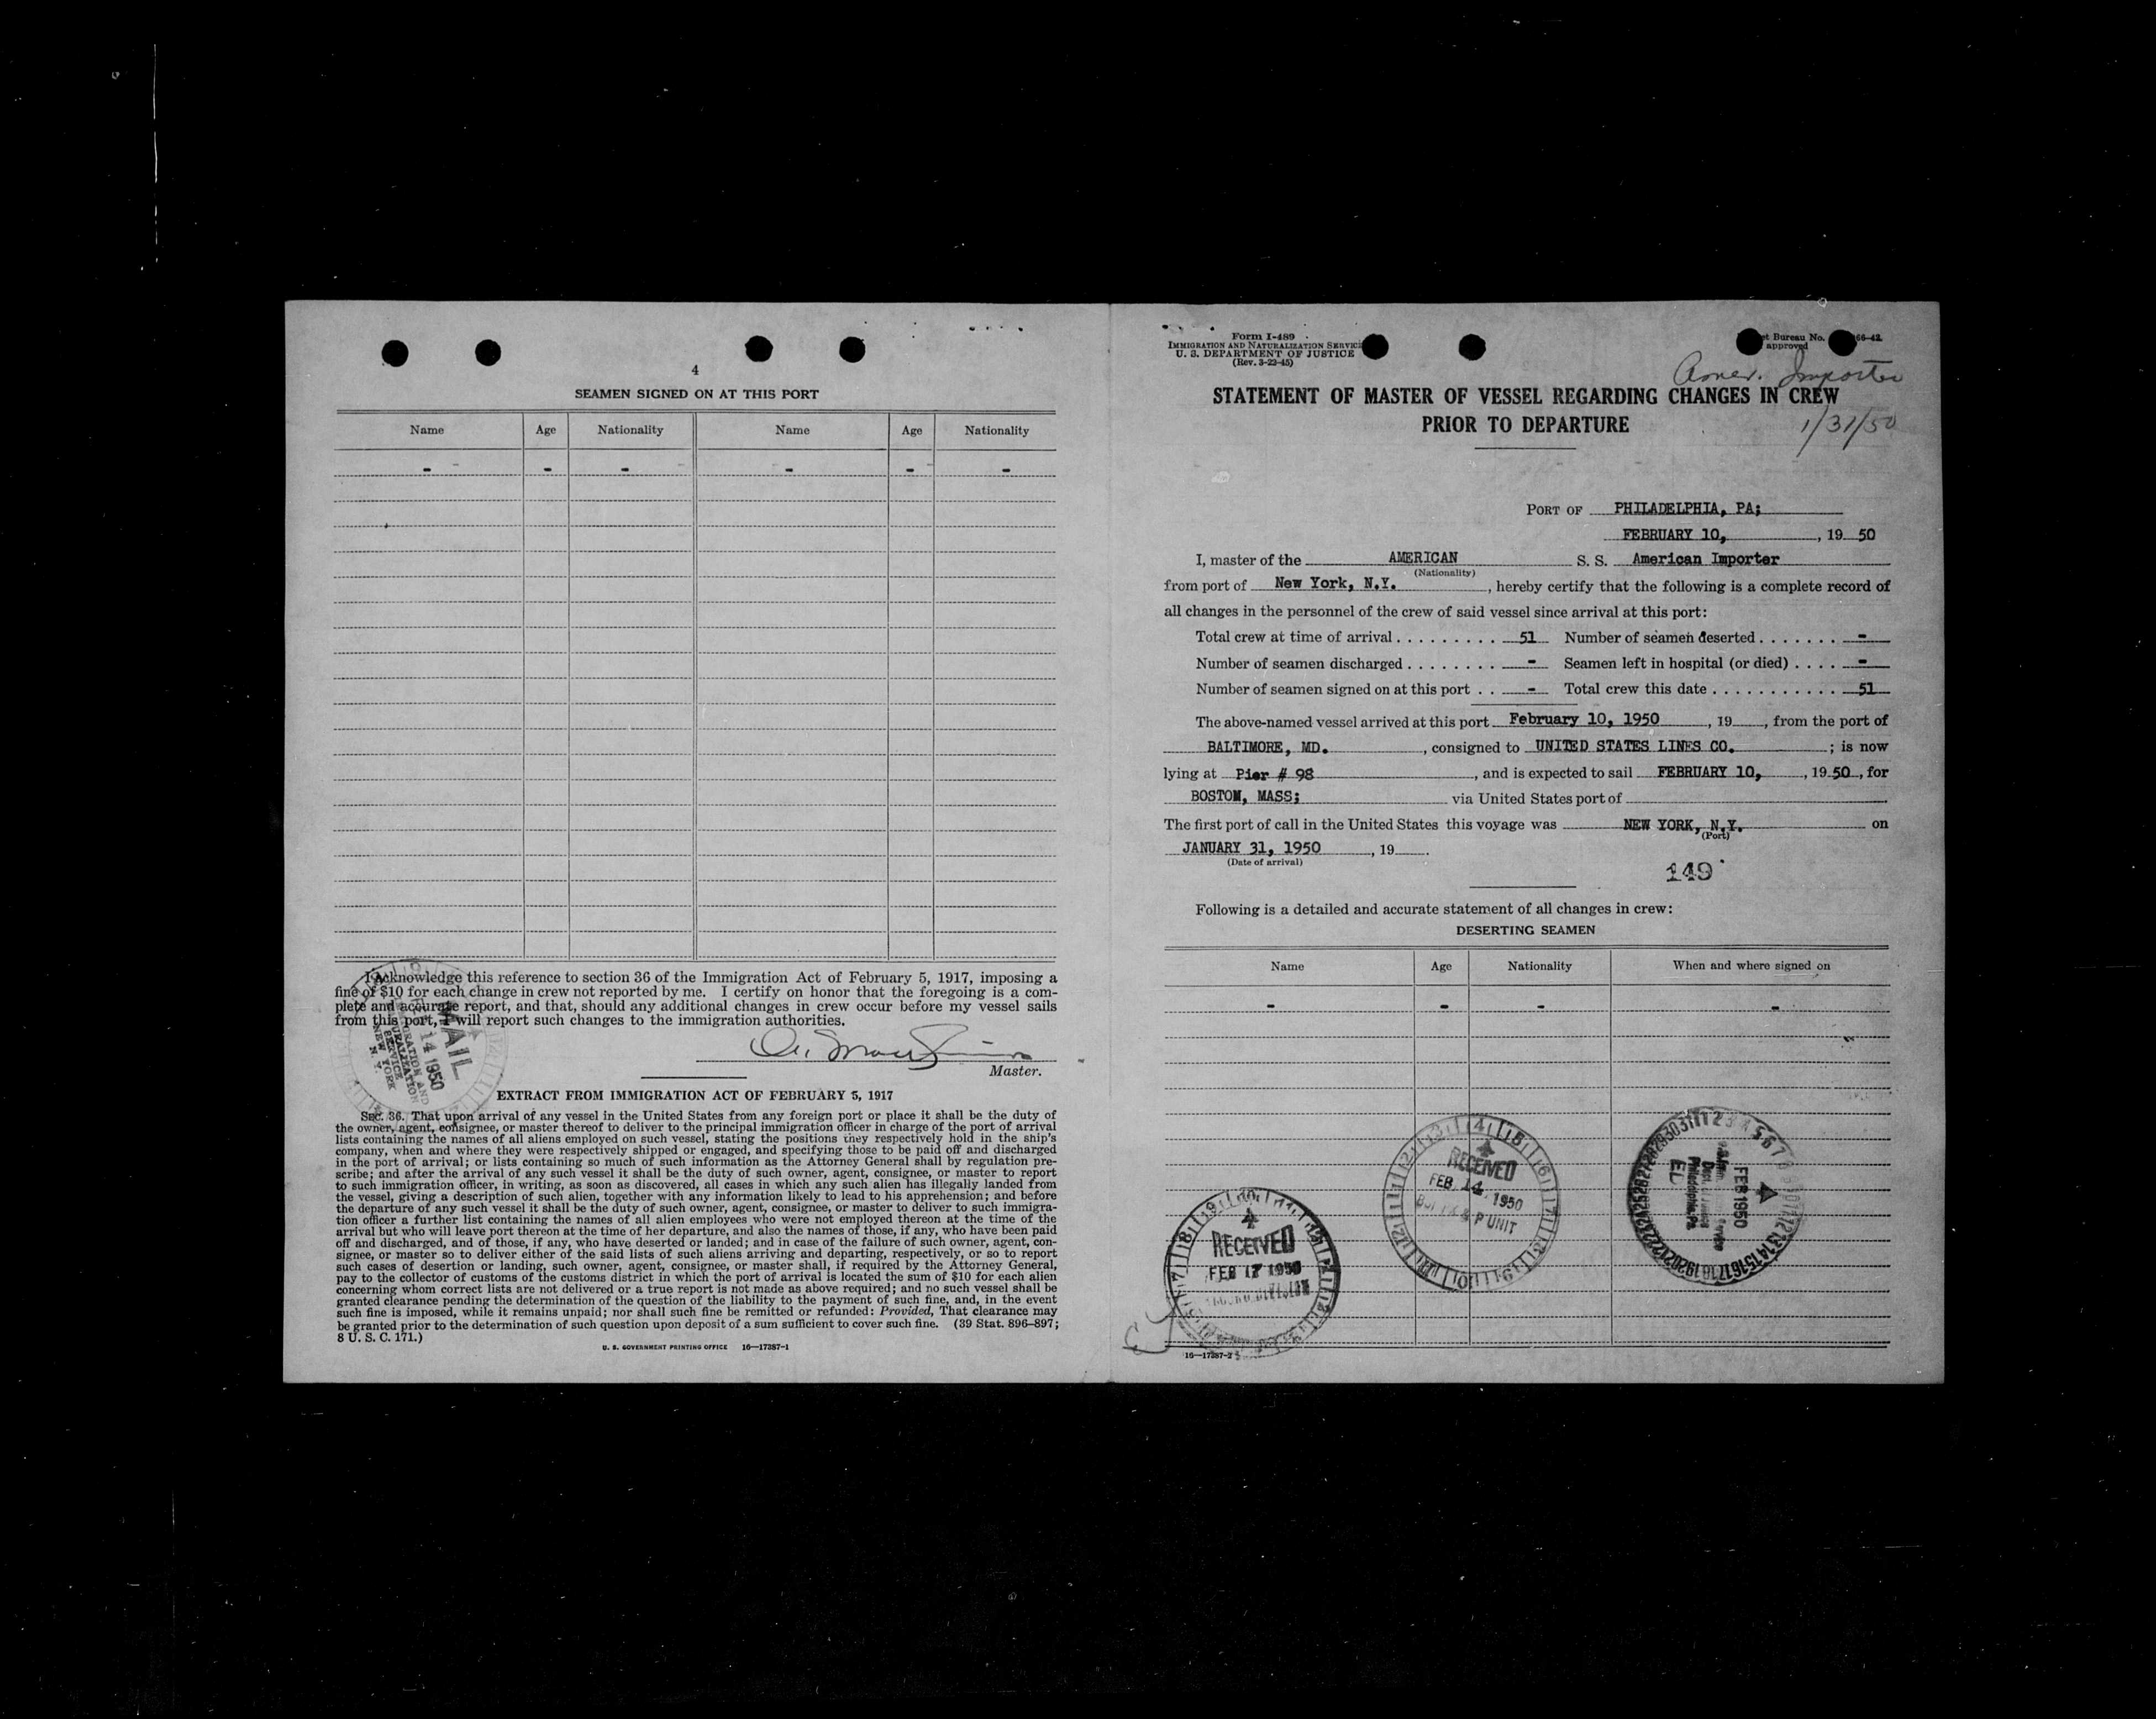 4
SEAMEN SIGNED ON AT THIS PORT
Name Age Nationality Name Age Nationality
- - - - - -
I Acknowledge this reference to section 36 of the Immigration Act of February 5, 1917, imposing a
fine of $10 for each change in crew not reported by me. I certify on honor that the foregoing is a com-
plete and accurate report, and that, should any additional changes in crew occur before my vessel sails
from this port, I will report such changes to the immigration authorities.
Master.
MAIL
14 1950
SERVICE
NEW YORK
N. Y.
EXTRACT FROM IMMIGRATION ACT OF FEBRUARY 5, 1917
SEC. 36. That upon arrival of any vessel in the United States from any foreign port or place it shall be the duty of
the owner, agent, consignee, or master thereof to deliver to the principal immigration officer in charge of the port of arrival
lists containing the names of all aliens employed on such vessel, stating the positions they respectively hold in the ship's
company, when and where they were respectively shipped or engaged, and specifying those to be paid off and discharged
in the port of arrival; or lists containing so much of such information as the Attorney General shall by regulation pre-
scribe; and after the arrival of any such vessel it shall be the duty of such owner, agent, consignee, or master to report
to such immigration officer, in writing, as soon as discovered, all cases in which any such alien has illegally landed from
the vessel, giving a description of such alien, together with any information likely to lead to his apprehension; and before
the departure of any such vessel it shall be the duty of such owner, agent, consignee, or master to deliver to such immigra-
tion officer a further list containing the names of all alien employees who were not employed thereon at the time of the
arrival but who will leave port thereon at the time of her departure, and also the names of those, if any, who have been paid
off and discharged, and of those, if any, who have deserted or landed; and in case of the failure of such owner, agent, con-
signee, or master so to deliver either of the said lists of such aliens arriving and departing, respectively, or so to report
such cases of desertion or landing, such owner, agent, consignee, or master shall, if required by the Attorney General,
pay to the collector of customs of the customs district in which the port of arrival is located the sum of $10 for each alien
concerning whom correct lists are not delivered or a true report is not made as above required; and no such vessel shall be
granted clearance pending the determination of the question of the liability to the payment of such fine, and, in the event
such fine is imposed, while it remains unpaid; nor shall such fine be remitted or refunded: Provided, That clearance may
be granted prior to the determination of such question upon deposit of a sum sufficient to cover such fine. (39 Stat. 896–897;
8 U. S. C. 171.)
U. S. GOVERNMENT PRINTING OFFICE 16—17287-1
Form I-489
IMMIGRATION AND NATURALIZATION SERVICE
U. S. DEPARTMENT OF JUSTICE
(Rev. 3-23-45)
Bureau No. 66-42.
approved
Amer. Importer
1/31/50
STATEMENT OF MASTER OF VESSEL REGARDING CHANGES IN CREW
PRIOR TO DEPARTURE
PORT OF PHILADELPHIA, PA;
FEBRUARY 10, , 19 50
I, master of the AMERICAN S. S. American Importer
(Nationality)
from port of New York, N.Y. , hereby certify that the following is a complete record of
all changes in the personnel of the crew of said vessel since arrival at this port:
Total crew at time of arrival . . . . . . . . . 51 Number of seamen deserted . . . . . . . -
Number of seamen discharged . . . . . . . . - Seamen left in hospital (or died) . . . . -
Number of seamen signed on at this port . . - Total crew this date . . . . . . . . . . . 51
The above-named vessel arrived at this port February 10, 1950 , 19 , from the port of
BALTIMORE, MD. , consigned to UNITED STATES LINES CO. ; is now
lying at Pier # 98 , and is expected to sail FEBRUARY 10, , 19 50 , for
BOSTON, MASS; via United States port of
The first port of call in the United States this voyage was NEW YORK, N.Y. on
(Port)
JANUARY 31, 1950 , 19 .
(Date of arrival)
149
Following is a detailed and accurate statement of all changes in crew:
DESERTING SEAMEN
Name Age Nationality When and where signed on
- - - -
RECEIVED
FEB 14 1950
P UNIT
RECEIVED
FEB 17 1950
FEB 1950
Philadelphia, Pa.
16—17287-2